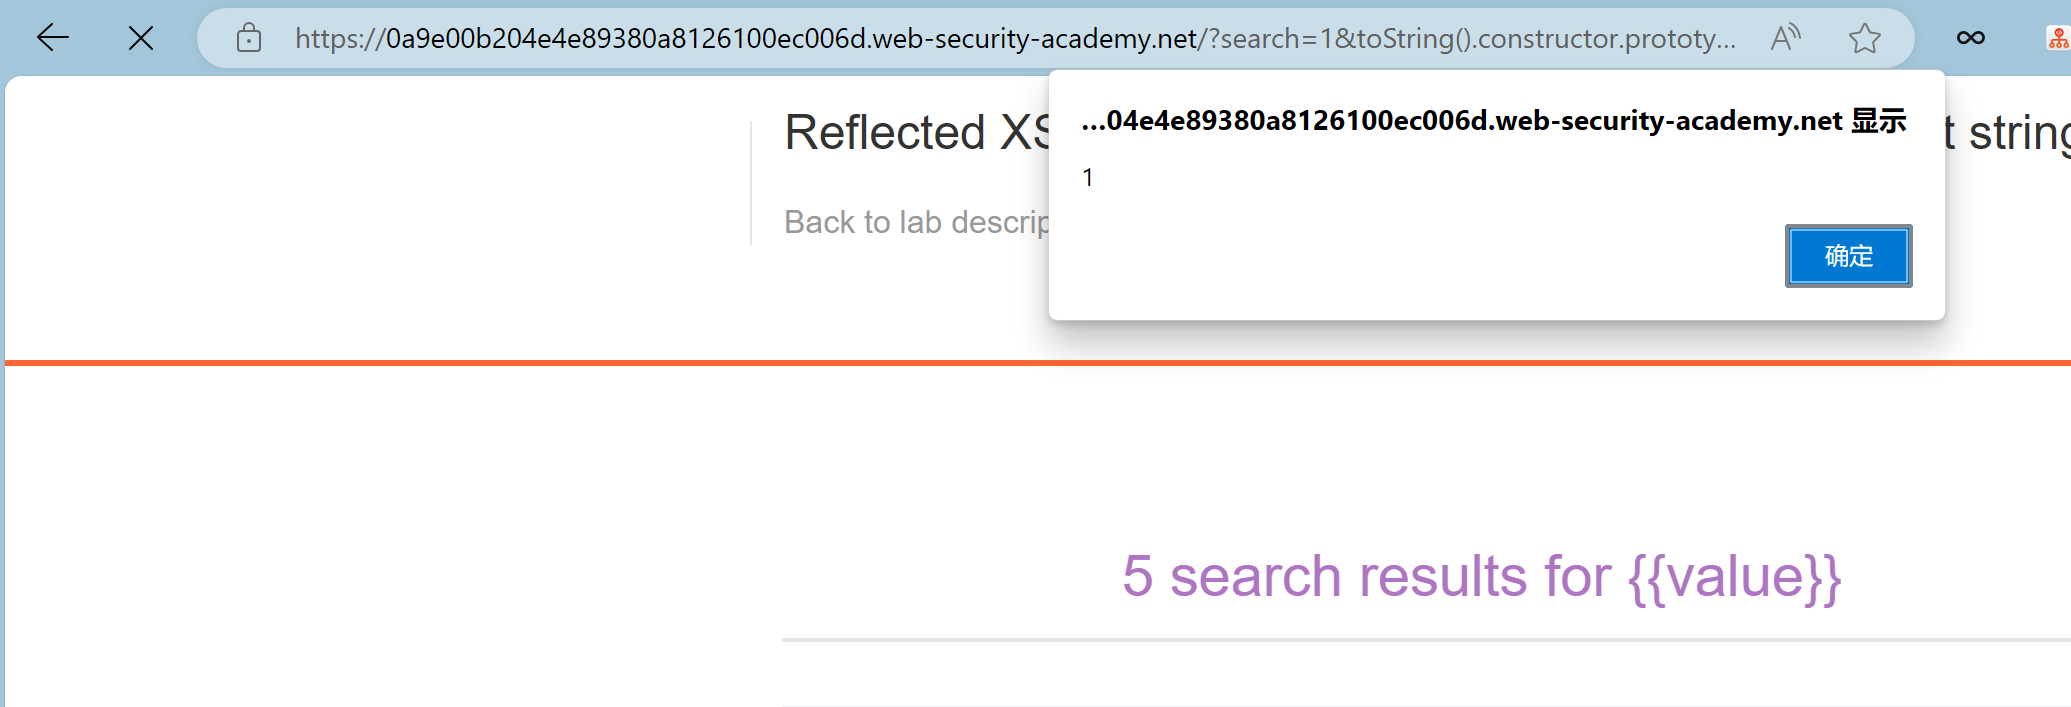 https://0a9e00b204e4e89380a8126100ec006d.web-security-academy.net/?search=1&toString().constructor.prototy...
...04e4e89380a8126100ec006d.web-security-academy.net 显示
1
确定
Reflected XS t string
Back to lab descrip
5 search results for {{value}}